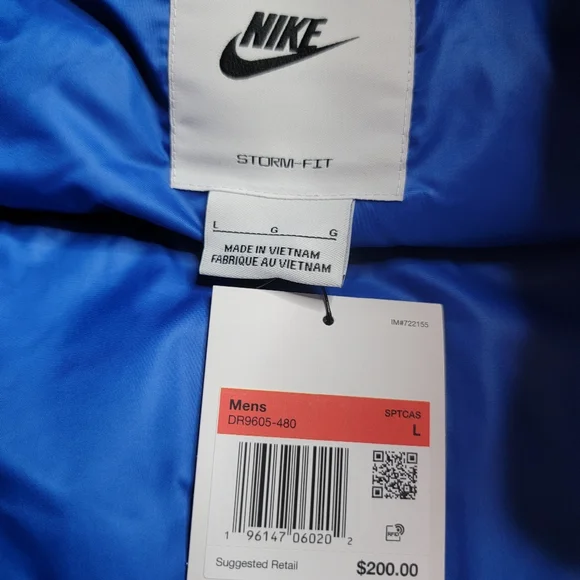 NIKE
STORM-FIT
L G G
MADE IN VIETNAM
FABRIQUE AU VIETNAM
IM#722155
Mens SPTCAS
DR9605-480 L
1 96147 06020 2
RFID
Suggested Retail $200.00